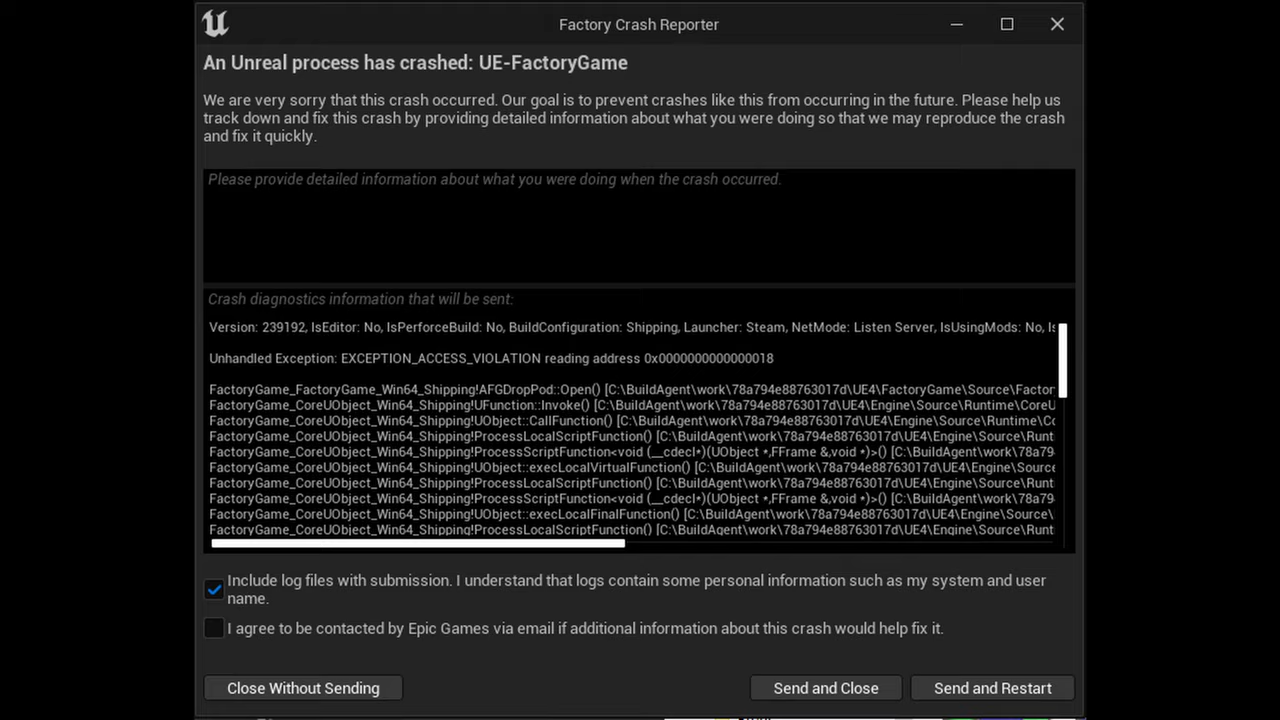 Factory Crash Reporter
An Unreal process has crashed: UE-FactoryGame
We are very sorry that this crash occurred. Our goal is to prevent crashes like this from occurring in the future. Please help us
track down and fix this crash by providing detailed information about what you were doing so that we may reproduce the crash
and fix it quickly.
Please provide detailed information about what you were doing when the crash occurred.
Crash diagnostics information that will be sent:
Version: 239192, IsEditor: No, IsPerforceBuild: No, BuildConfiguration: Shipping, Launcher: Steam, NetMode: Listen Server, IsUsingMods: No, Is
Unhandled Exception: EXCEPTION_ACCESS_VIOLATION reading address 0x0000000000000018
FactoryGame_FactoryGame_Win64_Shipping!AFGDropPod::Open() [C:\BuildAgent\work\78a794e88763017d\UE4\FactoryGame\Source\Factor
FactoryGame_CoreUObject_Win64_Shipping!UFunction::Invoke() [C:\BuildAgent\work\78a794e88763017d\UE4\Engine\Source\Runtime\CoreU
FactoryGame_CoreUObject_Win64_Shipping!UObject::CallFunction() [C:\BuildAgent\work\78a794e88763017d\UE4\Engine\Source\Runtime\Co
FactoryGame_CoreUObject_Win64_Shipping!ProcessLocalScriptFunction() [C:\BuildAgent\work\78a794e88763017d\UE4\Engine\Source\Runt
FactoryGame_CoreUObject_Win64_Shipping!ProcessScriptFunction<void (__cdecl*)(UObject *,FFrame &,void *)>() [C:\BuildAgent\work\78a79
FactoryGame_CoreUObject_Win64_Shipping!UObject::execLocalVirtualFunction() [C:\BuildAgent\work\78a794e88763017d\UE4\Engine\Source
FactoryGame_CoreUObject_Win64_Shipping!ProcessLocalScriptFunction() [C:\BuildAgent\work\78a794e88763017d\UE4\Engine\Source\Runt
FactoryGame_CoreUObject_Win64_Shipping!ProcessScriptFunction<void (__cdecl*)(UObject *,FFrame &,void *)>() [C:\BuildAgent\work\78a79
FactoryGame_CoreUObject_Win64_Shipping!UObject::execLocalFinalFunction() [C:\BuildAgent\work\78a794e88763017d\UE4\Engine\Source\
FactoryGame_CoreUObject_Win64_Shipping!ProcessLocalScriptFunction() [C:\BuildAgent\work\78a794e88763017d\UE4\Engine\Source\Runt
Include log files with submission. I understand that logs contain some personal information such as my system and user
name.
I agree to be contacted by Epic Games via email if additional information about this crash would help fix it.
Close Without Sending
Send and Close
Send and Restart